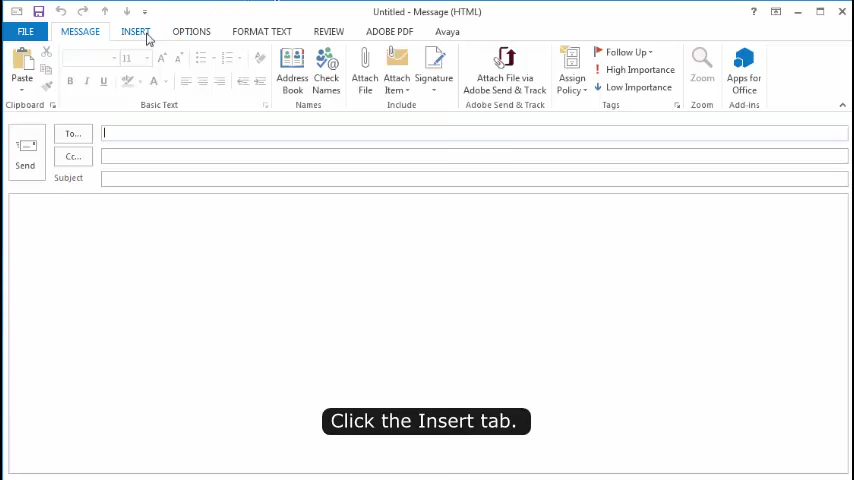 Untitled - Message (HTML)
FILE MESSAGE INSERT OPTIONS FORMAT TEXT REVIEW ADOBE PDF Avaya
Paste
Clipboard
11
B I U A
Basic Text
Address Book
Check Names
Names
Attach File
Attach Item
Signature
Include
Attach File via Adobe Send & Track
Adobe Send & Track
Assign Policy
Follow Up
High Importance
Low Importance
Tags
Zoom
Zoom
Apps for Office
Add-ins
Send
To...
Cc...
Subject
Click the Insert tab.